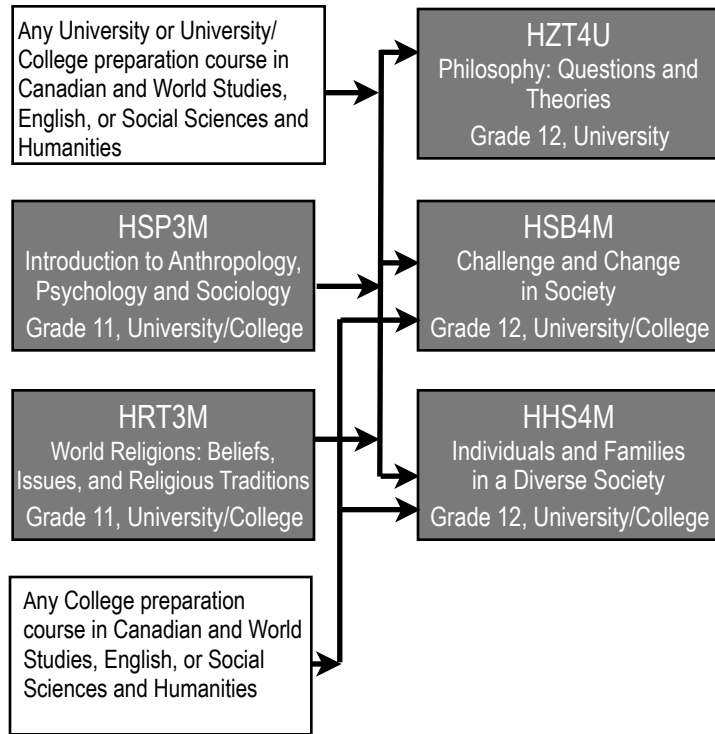 Any University or University/
College preparation course in
Canadian and World Studies,
English, or Social Sciences and
Humanities
HZT4U
Philosophy: Questions and
Theories
Grade 12, University
HSP3M
Introduction to Anthropology,
Psychology and Sociology
Grade 11, University/College
HSB4M
Challenge and Change
in Society
Grade 12, University/College
HRT3M
World Religions: Beliefs,
Issues, and Religious Traditions
Grade 11, University/College
HHS4M
Individuals and Families
in a Diverse Society
Grade 12, University/College
Any College preparation
course in Canadian and World
Studies, English, or Social
Sciences and Humanities